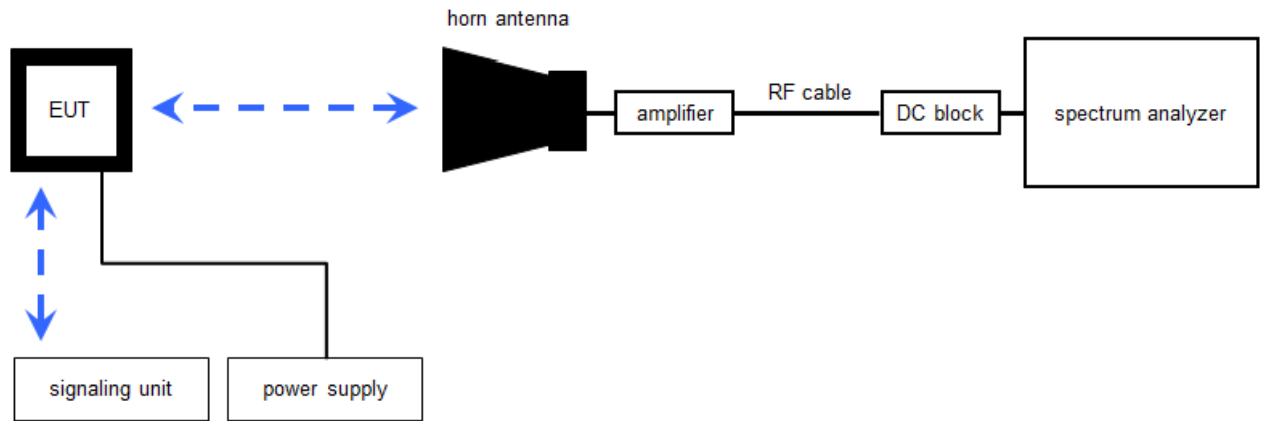 horn antenna
EUT
amplifier
RF cable
DC block
spectrum analyzer
signaling unit
power supply